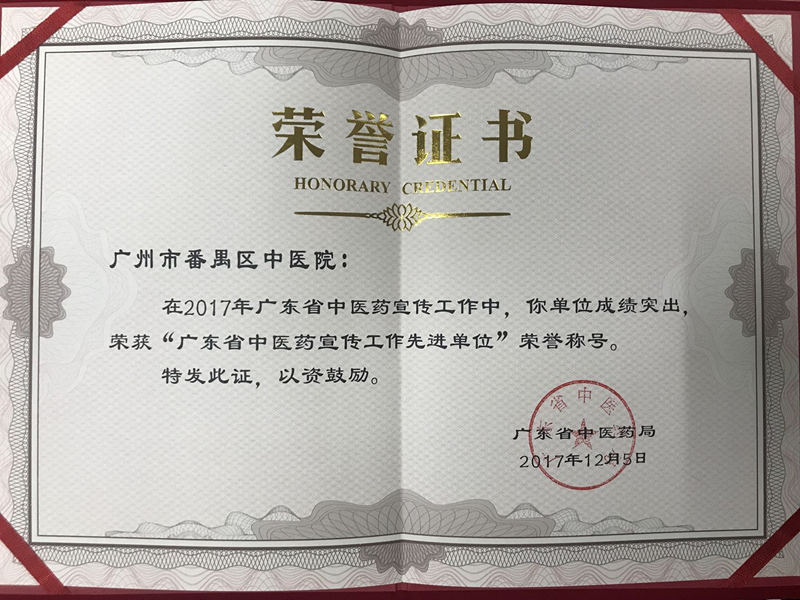 荣誉证书
HONORARY CREDENTIAL
广州市番禺区中医院：
在2017年广东省中医药宣传工作中，你单位成绩突出，
荣获“广东省中医药宣传工作先进单位”荣誉称号。
特发此证，以资鼓励。
省中医
广东省中医药局
2017年12月5日